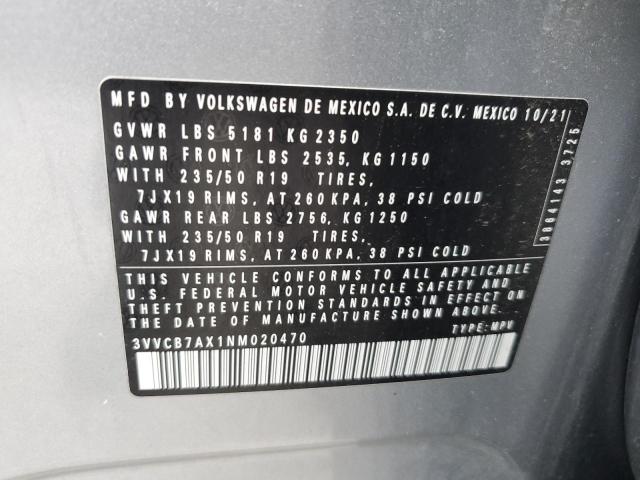 MFD BY VOLKSWAGEN DE MEXICO S.A. DE C.V. MEXICO 10/21
GVWR LBS 5181 KG 2350
GAWR FRONT LBS 2535, KG 1150
WITH 235/50 R19 TIRES,
7JX19 RIMS, AT 260 KPA, 38 PSI COLD
GAWR REAR LBS 2756, KG 1250
WITH 235/50 R19 TIRES,
7JX19 RIMS, AT 260 KPA, 38 PSI COLD
THIS VEHICLE CONFORMS TO ALL APPLICABLE
U.S. FEDERAL MOTOR VEHICLE SAFETY AND
THEFT PREVENTION STANDARDS IN EFFECT ON
THE DATE OF MANUFACTURE SHOWN ABOVE.
3VVCB7AX1NM020470 TYPE: MPV
3864143 3725